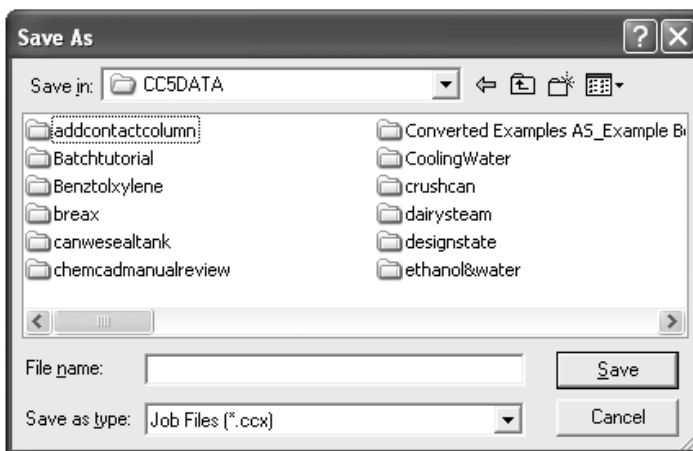 Save As
Save in: CC5DATA
addcontactcolumn
Batchtutorial
Benztolxylene
breax
canwesealtank
chemcadmanualreview
Converted Examples AS_Example B
CoolingWater
crushcan
dairysteam
designstate
ethanol&water
File name:
Save
Save as type: Job Files (*.ccx)
Cancel